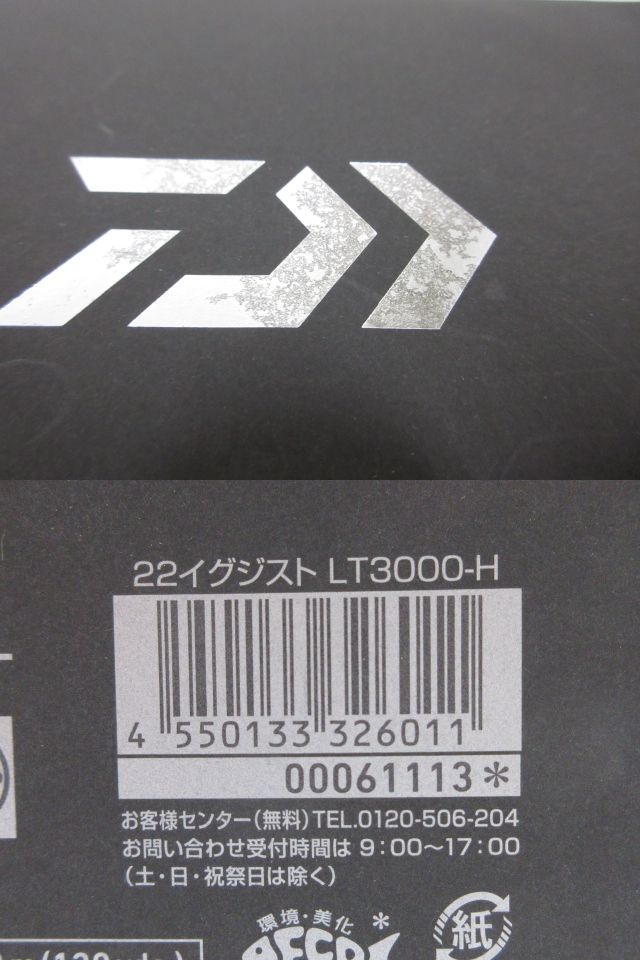 22イグジスト LT3000-H
4 550133 326011
00061113*
お客様センター(無料)TEL.0120-506-204
お問い合わせ受付時間は 9:00〜17:00
(土・日・祝祭日は除く)
環境・美化
紙